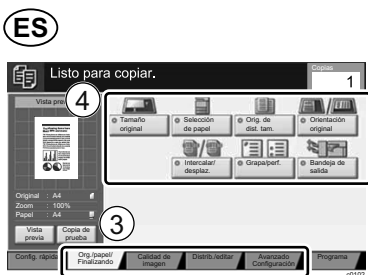 ES
Listo para copiar.
Copias
1
Vista pre
4
Tamaño
original
Selección
de papel
Orig. de
dist. tam.
Orientación
original
Intercalar/
desplaz.
Grapa/perf.
Bandeja de
salida
Original : A4
Zoom : 100%
Papel : A4
Vista
previa
Copia de
prueba
3
Config. rápida
Org./papel/
Finalizando
Calidad de
imagen
Distrib./editar
Avanzado
Configuración
Programa
c0102